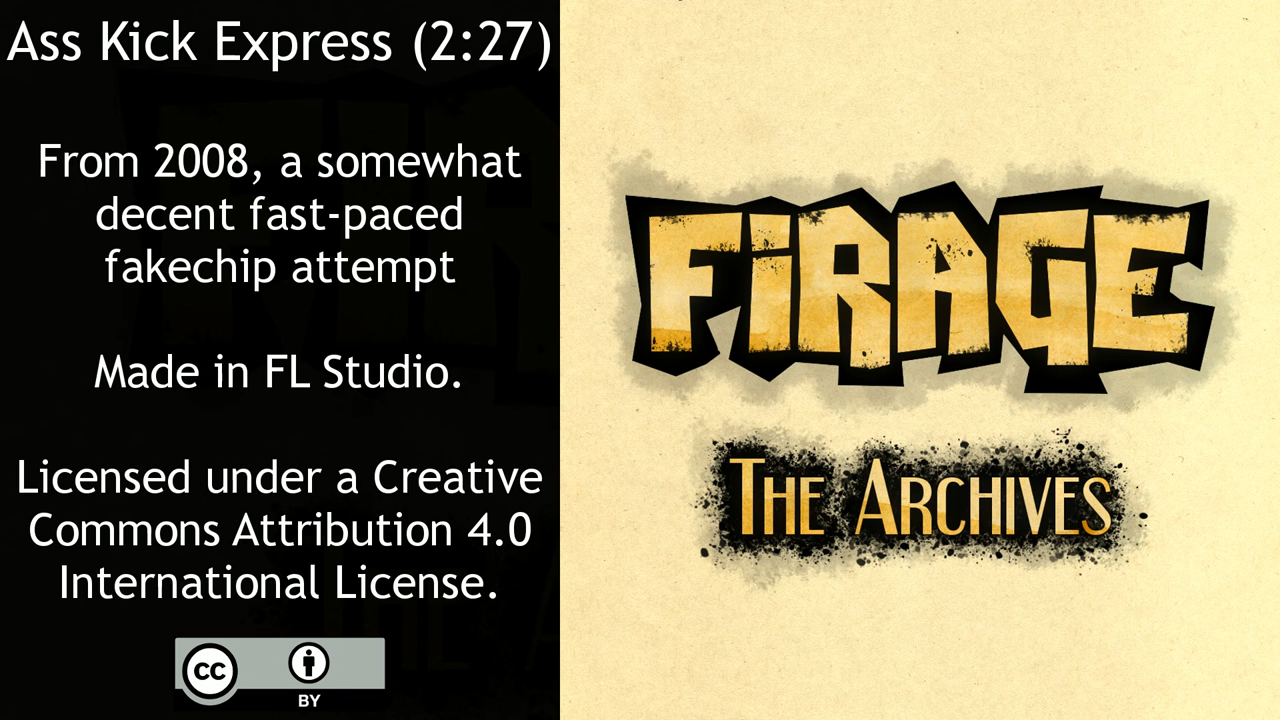 Ass Kick Express (2:27)
From 2008, a somewhat
decent fast-paced
fakechip attempt
Made in FL Studio.
Licensed under a Creative
Commons Attribution 4.0
International License.
cc
BY
FiRAGE
The Archives